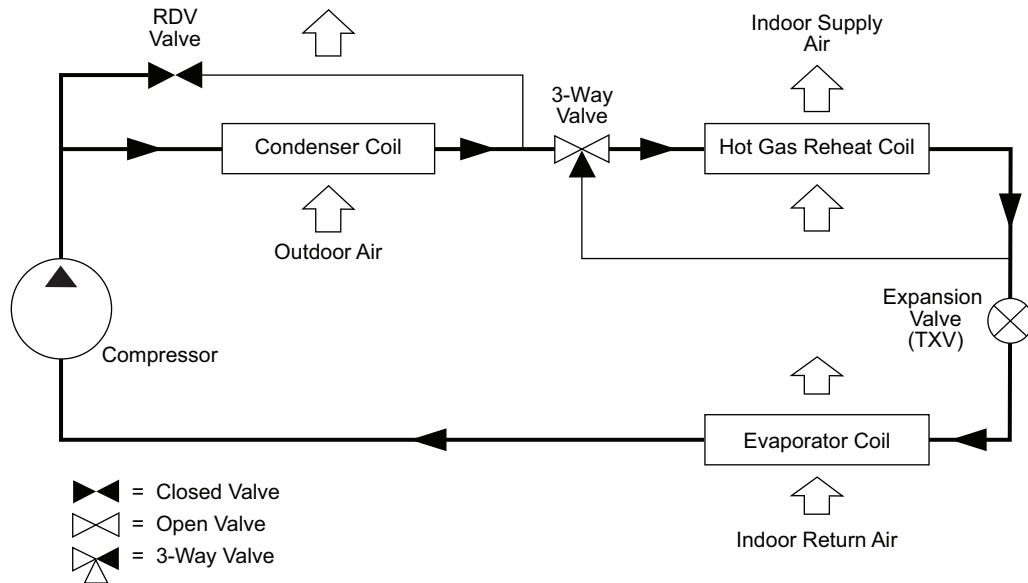 RDV
Valve
Indoor Supply
Air
3-Way
Valve
Condenser Coil
Hot Gas Reheat Coil
Outdoor Air
Expansion
Valve
(TXV)
Compressor
Evaporator Coil
= Closed Valve
= Open Valve
= 3-Way Valve
Indoor Return Air